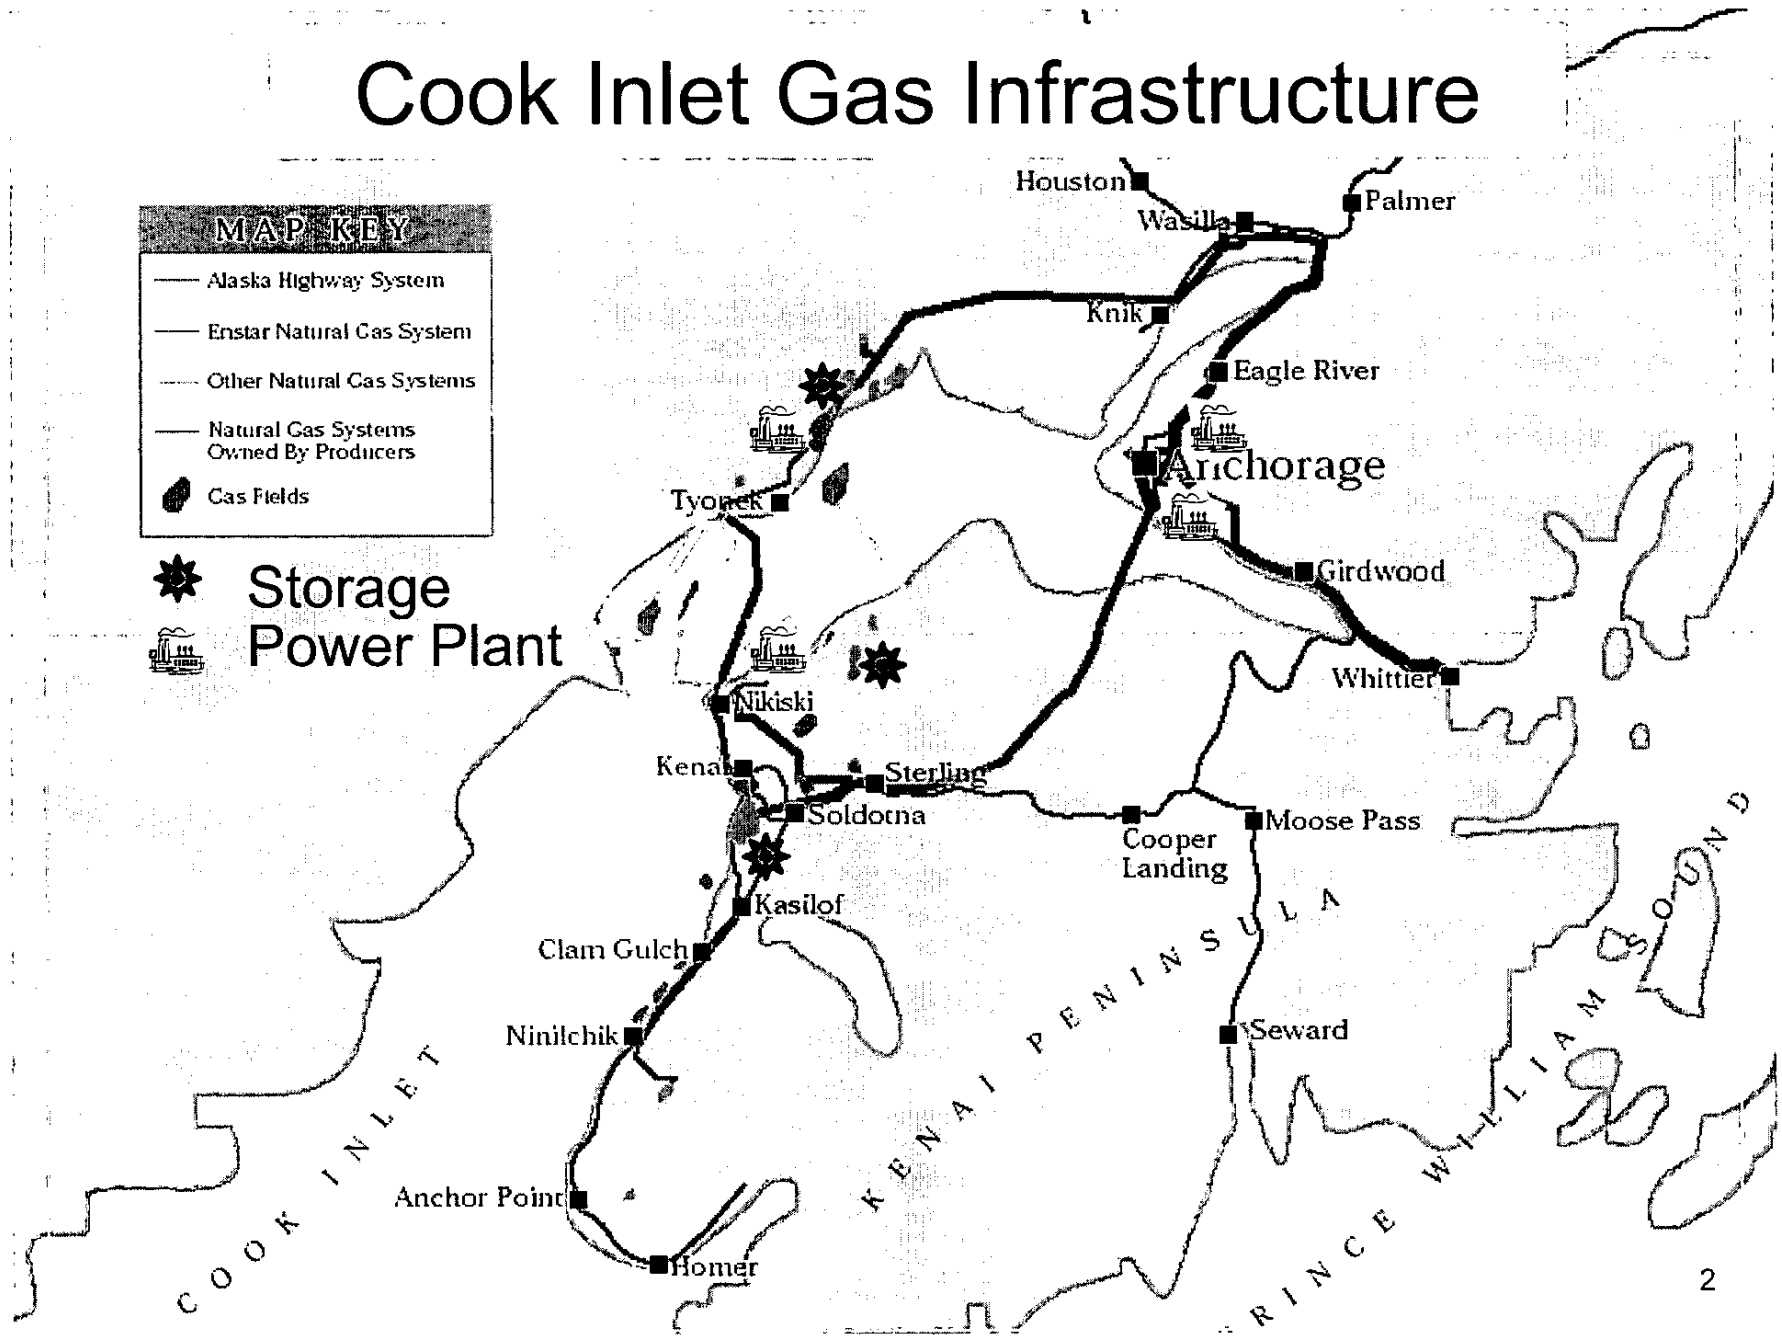 Cook Inlet Gas Infrastructure
Houston
Palmer
Wasilla
MAP KEY
Alaska Highway System
Enstar Natural Gas System
Other Natural Gas Systems
Natural Gas Systems
Owned By Producers
Gas Fields
Storage
Power Plant
Knik
Eagle River
Anchorage
Tyonek
Girdwood
Whittier
Nikiski
Kenai
Sterling
Soldotna
Cooper
Landing
Moose Pass
Kasilof
Clam Gulch
Ninilchik
Seward
Anchor Point
Homer
COOK INLET
KENAI PENINSULA
RINCE WILLIAM SOUND
2